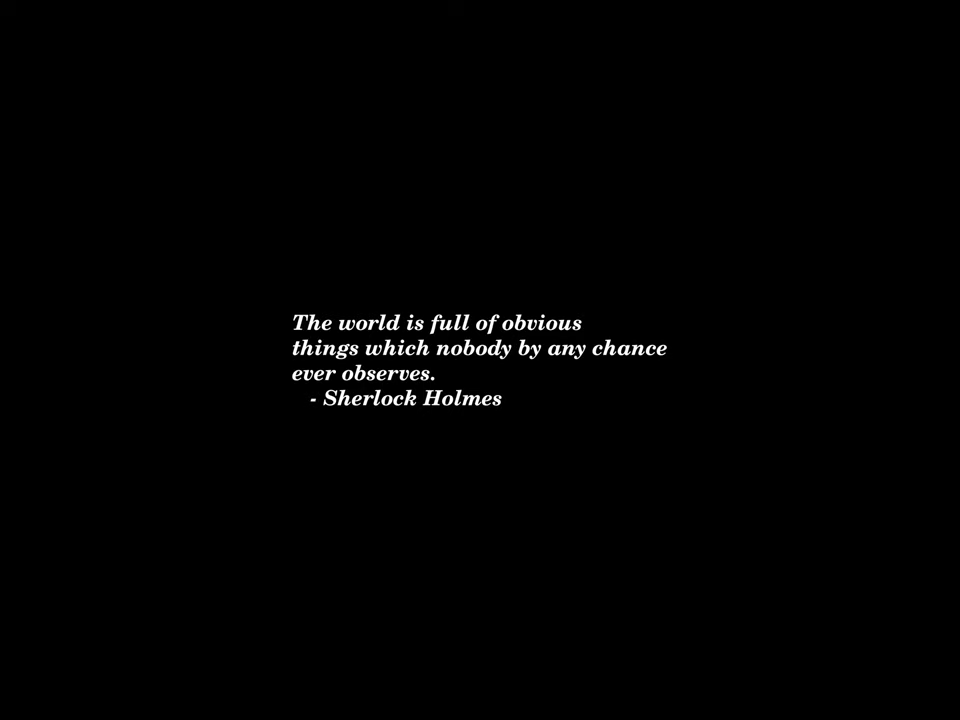 The world is full of obvious
things which nobody by any chance
ever observes.
- Sherlock Holmes